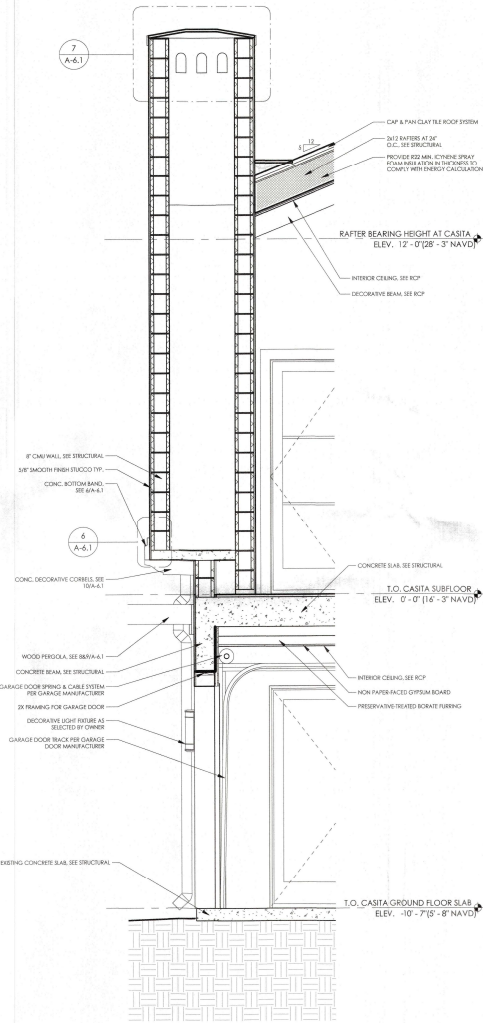 7
A-6.1
CAP & PAN CLAY TILE ROOF SYSTEM
12
5
2x12 RAFTERS AT 24"
O.C., SEE STRUCTURAL
PROVIDE R22 MIN. ICYNENE SPRAY
FOAM INSULATION IN THICKNESS TO
COMPLY WITH ENERGY CALCULATION
RAFTER BEARING HEIGHT AT CASITA
ELEV. 12' - 0"(28' - 3" NAVD)
INTERIOR CEILING, SEE RCP
DECORATIVE BEAM, SEE RCP
8" CMU WALL, SEE STRUCTURAL
5/8" SMOOTH FINISH STUCCO TYP.
CONC. BOTTOM BAND,
SEE 6/A-6.1
6
A-6.1
CONC. DECORATIVE CORBELS, SEE
10/A-6.1
CONCRETE SLAB, SEE STRUCTURAL
T.O. CASITA SUBFLOOR
ELEV. 0' - 0" (16' - 3" NAVD)
WOOD PERGOLA, SEE 8&9/A-6.1
CONCRETE BEAM, SEE STRUCTURAL
GARAGE DOOR SPRING & CABLE SYSTEM
PER GARAGE MANUFACTURER
2X FRAMING FOR GARAGE DOOR
DECORATIVE LIGHT FIXTURE AS
SELECTED BY OWNER
GARAGE DOOR TRACK PER GARAGE
DOOR MANUFACTURER
INTERIOR CEILING, SEE RCP
NON PAPER-FACED GYPSUM BOARD
PRESERVATIVE-TREATED BORATE FURRING
EXISTING CONCRETE SLAB, SEE STRUCTURAL
T.O. CASITA GROUND FLOOR SLAB
ELEV. -10' - 7"(5' - 8" NAVD)